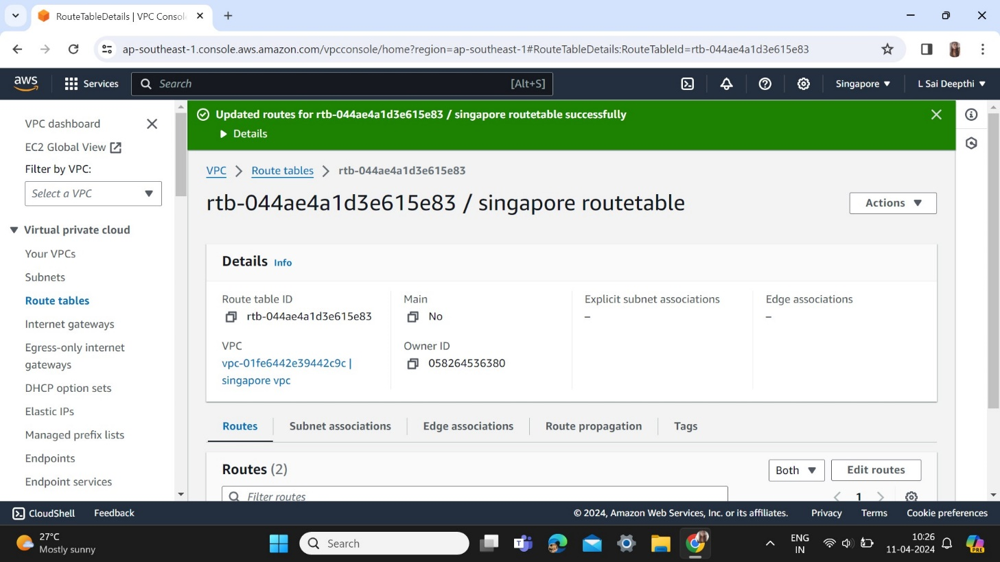 RouteTableDetails | VPC Consol
ap-southeast-1.console.aws.amazon.com/vpcconsole/home?region=ap-southeast-1#RouteTableDetails:RouteTableId=rtb-044ae4a1d3e615e83
aws Services Search [Alt+S] Singapore L Sai Deepthi
VPC dashboard
EC2 Global View
Filter by VPC:
Select a VPC
Virtual private cloud
Your VPCs
Subnets
Route tables
Internet gateways
Egress-only internet
gateways
DHCP option sets
Elastic IPs
Managed prefix lists
Endpoints
Endpoint services
Updated routes for rtb-044ae4a1d3e615e83 / singapore routetable successfully
Details
VPC Route tables rtb-044ae4a1d3e615e83
rtb-044ae4a1d3e615e83 / singapore routetable
Actions
Details Info
Route table ID
rtb-044ae4a1d3e615e83
VPC
vpc-01fe6442e39442c9c |
singapore vpc
Main
No
Owner ID
058264536380
Explicit subnet associations
–
Edge associations
–
Routes Subnet associations Edge associations Route propagation Tags
Routes (2)
Both Edit routes
Filter routes
1
CloudShell Feedback © 2024, Amazon Web Services, Inc. or its affiliates. Privacy Terms Cookie preferences
27°C
Mostly sunny
Search
ENG
IN
10:26
11-04-2024
PRE